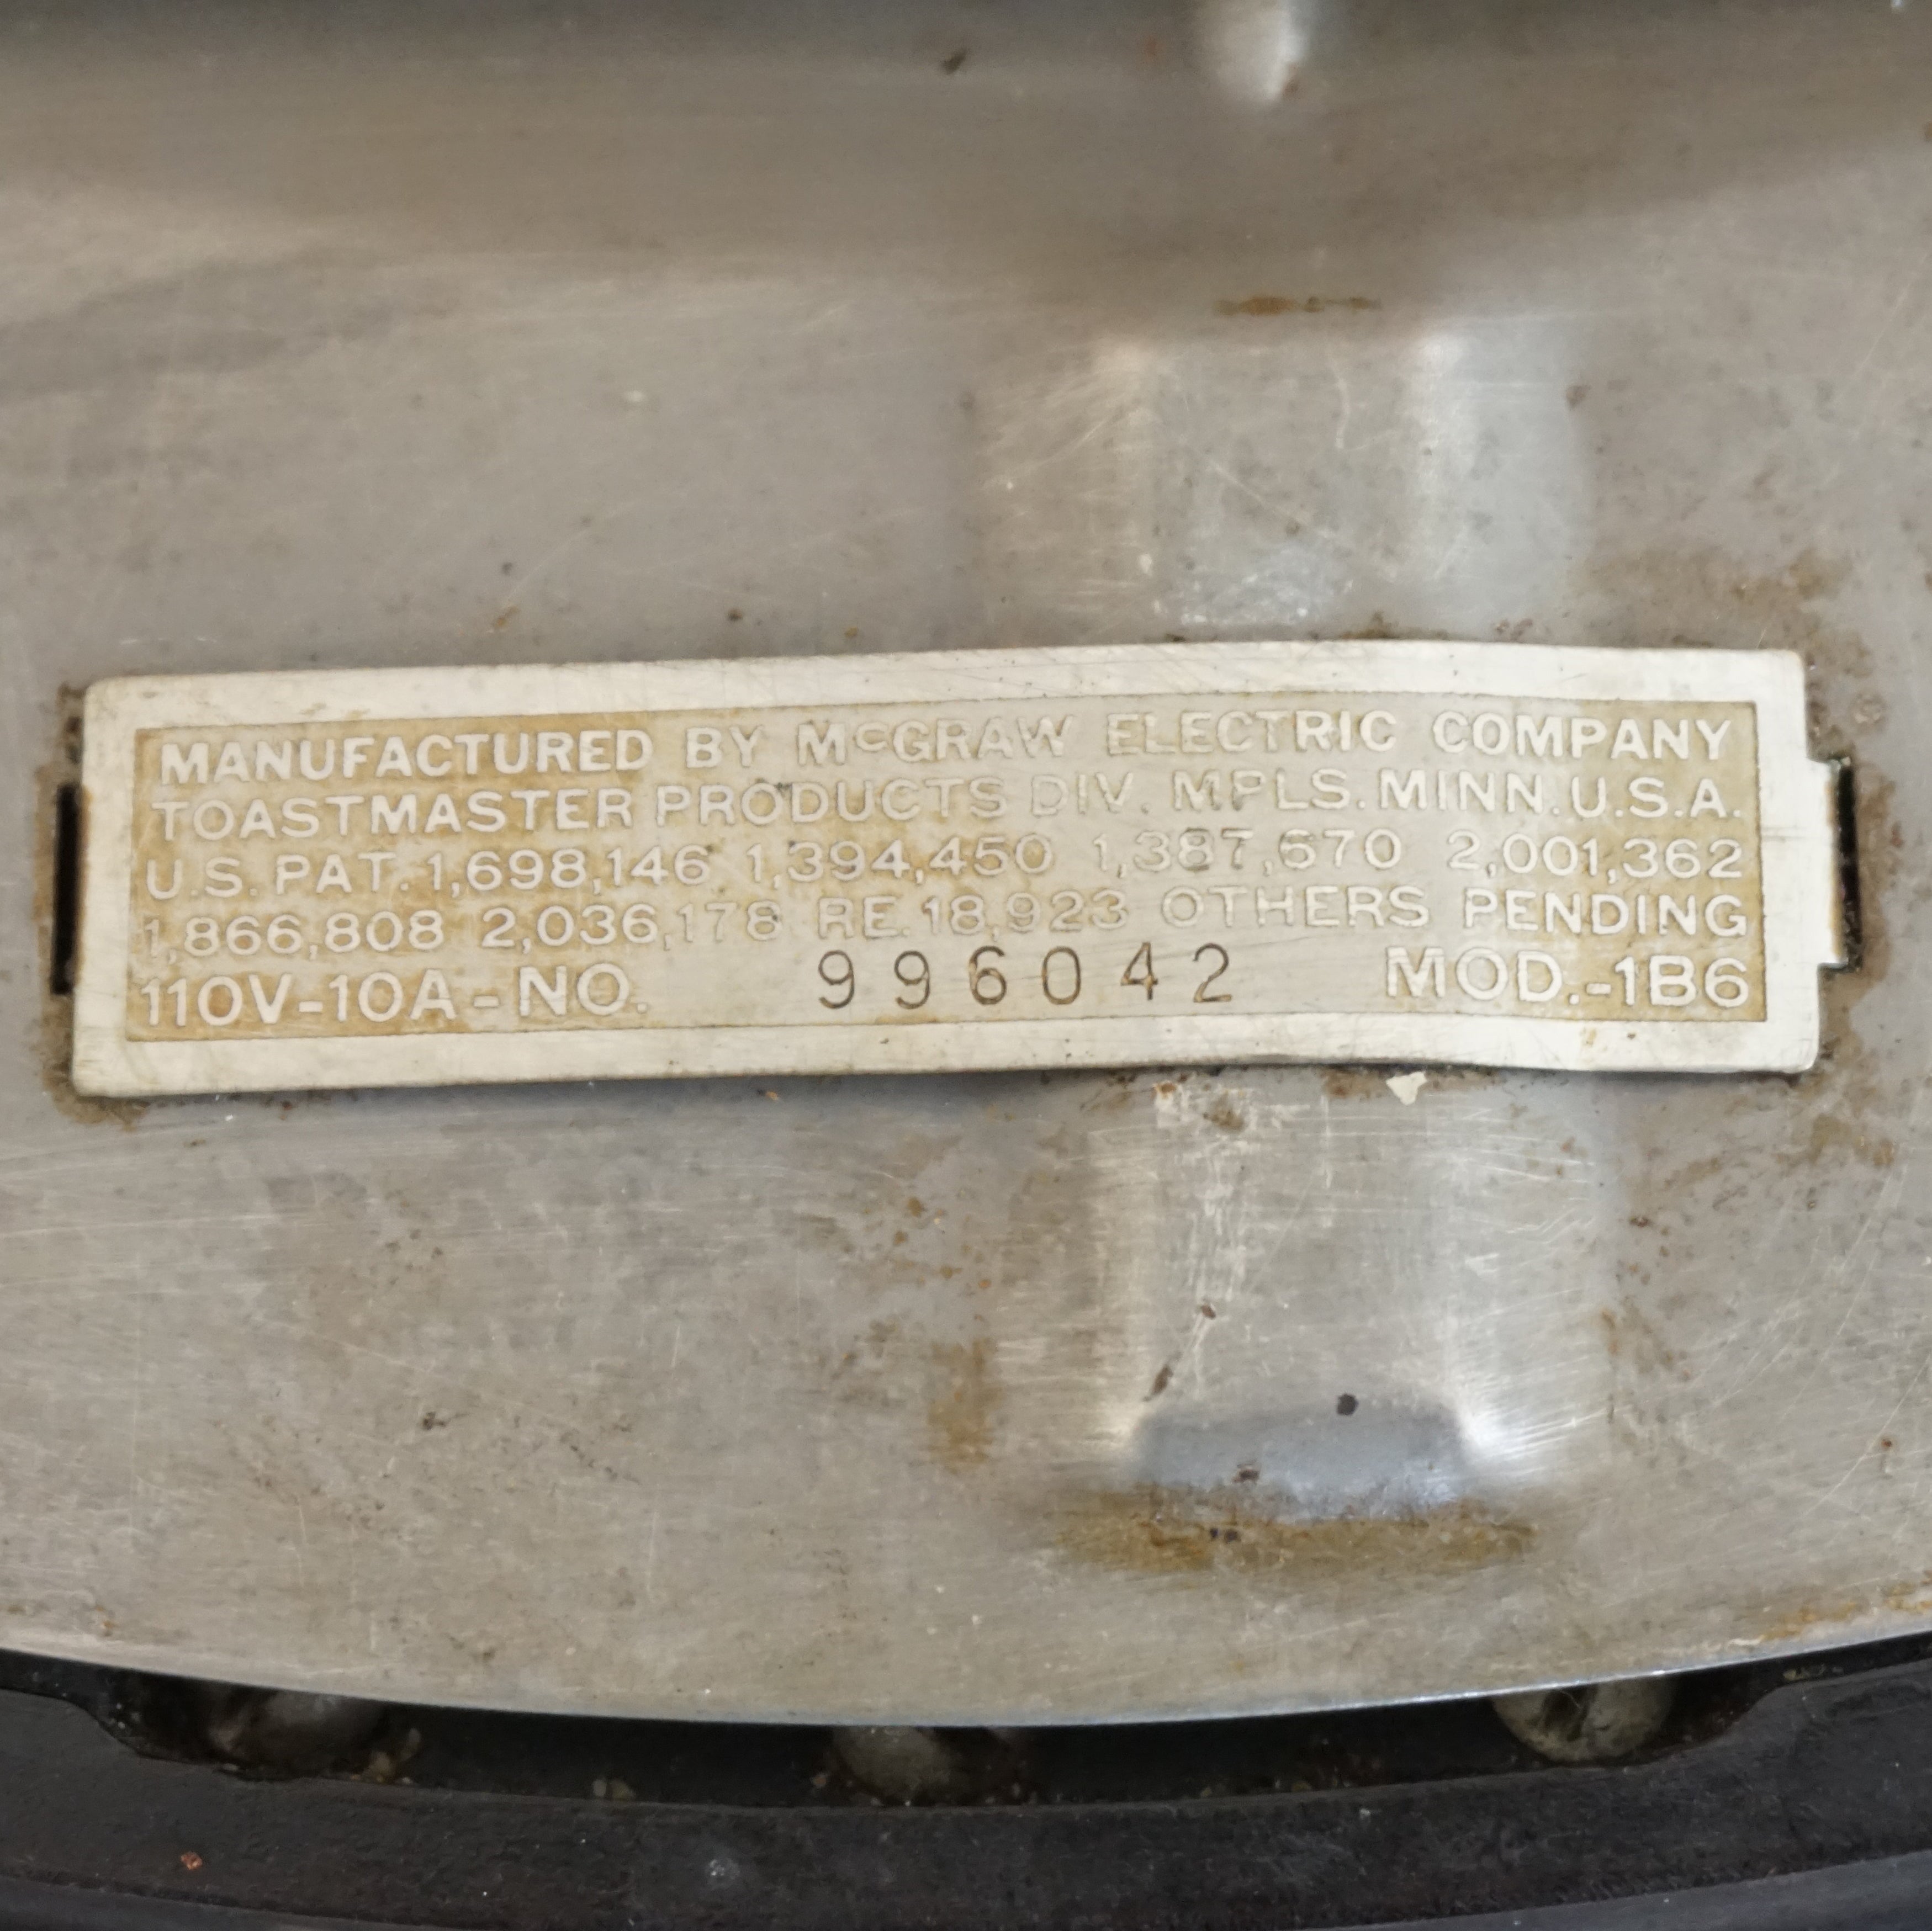 MANUFACTURED BY McGRAW ELECTRIC COMPANY
TOASTMASTER PRODUCTS DIV. MPLS. MINN. U.S.A.
U.S. PAT. 1,698,146 1,394,450 1,387,670 2,001,362
1,866,808 2,036,178 RE. 18,923 OTHERS PENDING
110V-10A-NO. 996042 MOD.-1B6